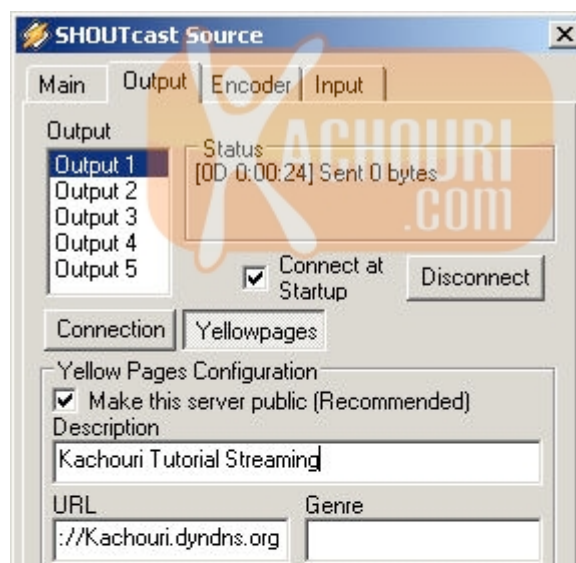 SHOUTcast Source
Main Output Encoder Input
KACHOURI
.COM
Output
Output 1
Output 2
Output 3
Output 4
Output 5
Status
[0D 0:00:24] Sent 0 bytes
Connect at
Startup
Disconnect
Connection Yellowpages
Yellow Pages Configuration
Make this server public (Recommended)
Description
Kachouri Tutorial Streaming
URL Genre
://Kachouri.dyndns.org